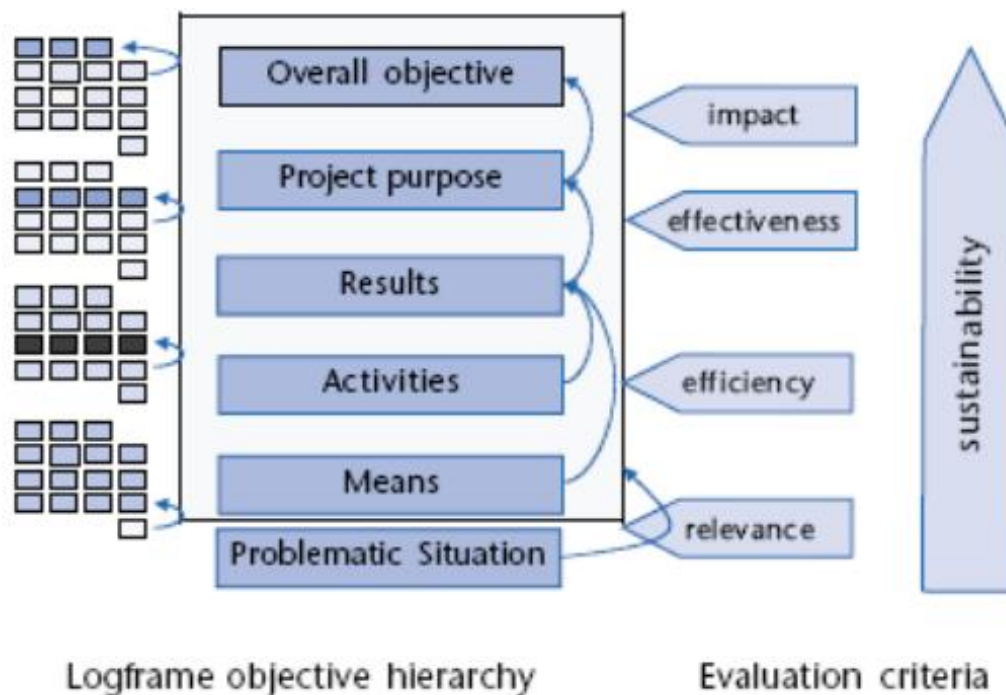 Overall objective
impact
Project purpose
effectiveness
Results
Activities
efficiency
Means
relevance
Problematic Situation
sustainability
Logframe objective hierarchy
Evaluation criteria